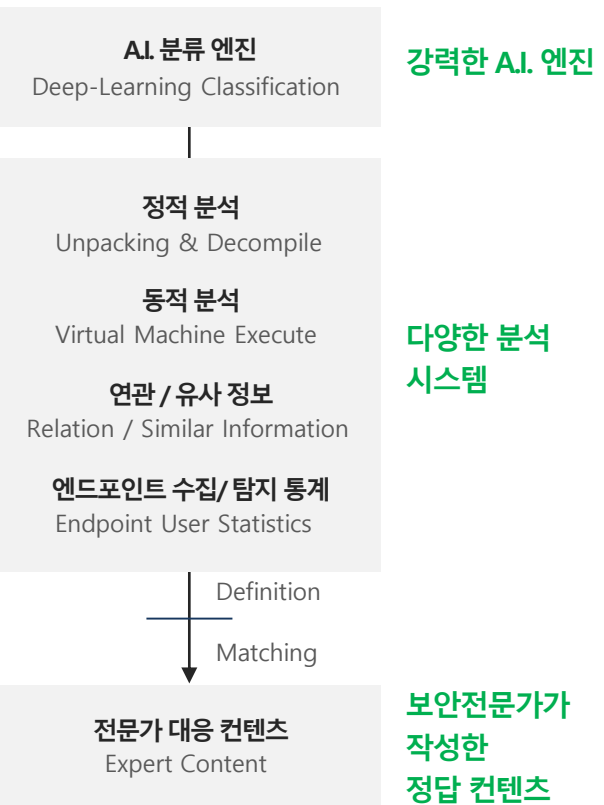 A.I. 분류 엔진
Deep-Learning Classification
강력한 A.I. 엔진
정적 분석
Unpacking & Decompile
동적 분석
Virtual Machine Execute
연관 / 유사 정보
Relation / Similar Information
엔드포인트 수집/ 탐지 통계
Endpoint User Statistics
다양한 분석
시스템
Definition
Matching
전문가 대응 컨텐츠
Expert Content
보안전문가가
작성한
정답 컨텐츠